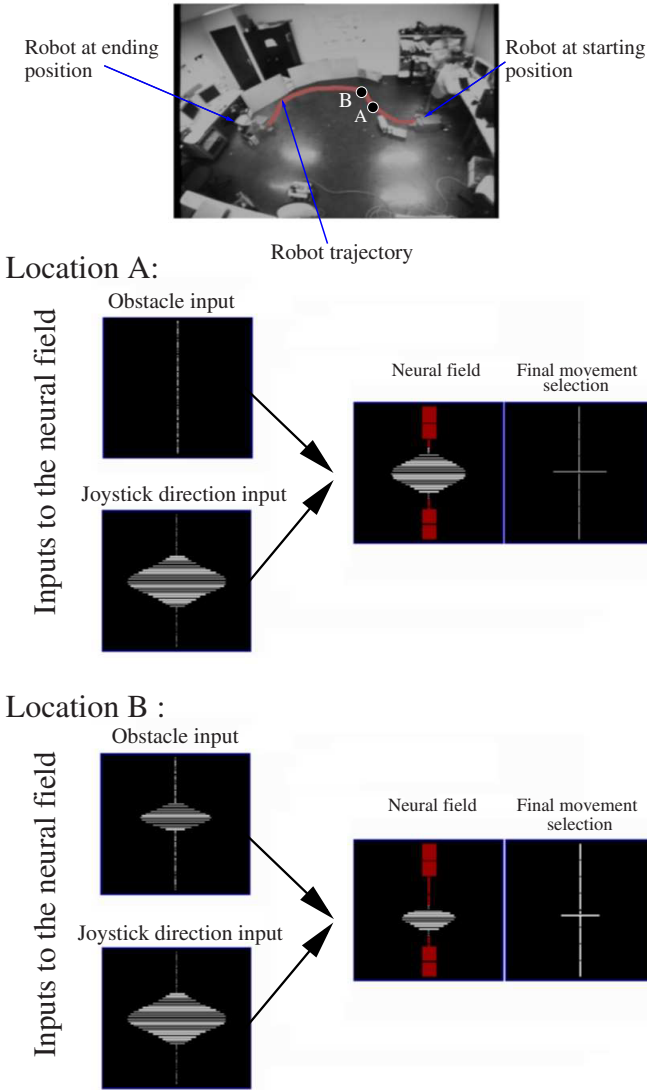 Robot at ending
position
Robot at starting
position
B
A
Robot trajectory
Location A:
Inputs to the neural field
Obstacle input
Joystick direction input
Neural field
Final movement
selection
Location B :
Inputs to the neural field
Obstacle input
Joystick direction input
Neural field
Final movement
selection